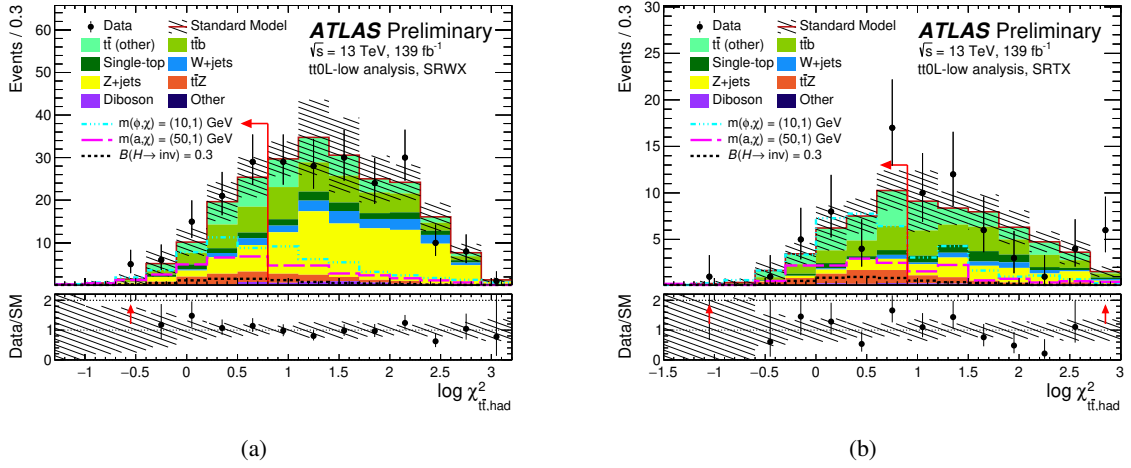 Events / 0.3
60
50
40
30
20
10
Data
Standard Model
tt̄ (other)
tt̄b
Single-top
W+jets
Z+jets
tt̄Z
Diboson
Other
m(ϕ,χ) = (10,1) GeV
m(a,χ) = (50,1) GeV
B(H→ inv) = 0.3
ATLAS Preliminary
√s = 13 TeV, 139 fb⁻¹
tt0L-low analysis, SRWX
Data/SM
2
1
0
−1 −0.5 0 0.5 1 1.5 2 2.5 3
log χ²tt̄,had
(a)
Events / 0.3
30
25
20
15
10
5
Data
Standard Model
tt̄ (other)
tt̄b
Single-top
W+jets
Z+jets
tt̄Z
Diboson
Other
m(ϕ,χ) = (10,1) GeV
m(a,χ) = (50,1) GeV
B(H→ inv) = 0.3
ATLAS Preliminary
√s = 13 TeV, 139 fb⁻¹
tt0L-low analysis, SRTX
Data/SM
2
1
0
−1.5 −1 −0.5 0 0.5 1 1.5 2 2.5 3
log χ²tt̄,had
(b)